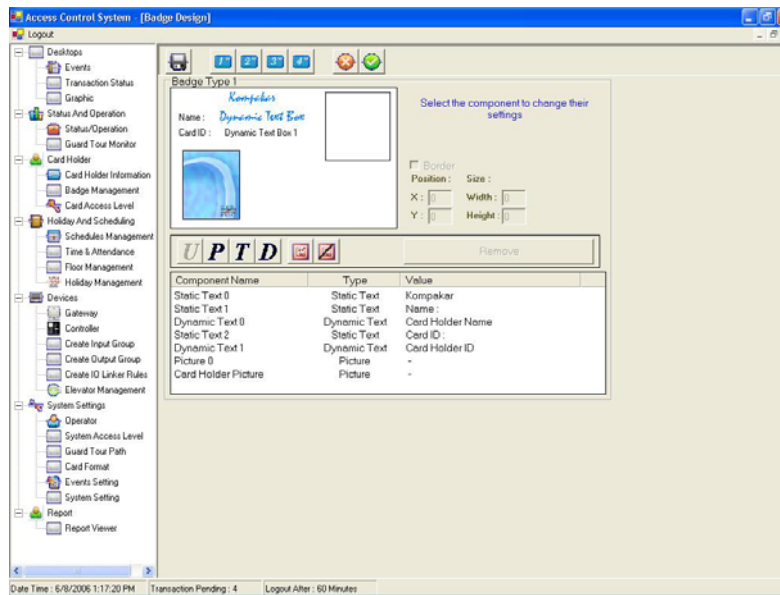 Access Control System - [Badge Design]
Logout
Desktops
Events
Transaction Status
Graphic
Status And Operation
Status/Operation
Guard Tour Monitor
Card Holder
Card Holder Information
Badge Management
Card Access Level
Holiday And Scheduling
Schedules Management
Time & Attendance
Floor Management
Holiday Management
Devices
Gateway
Controller
Create Input Group
Create Output Group
Create IO Linker Rules
Elevator Management
System Settings
Operator
System Access Level
Guard Tour Path
Card Format
Events Setting
System Setting
Report
Report Viewer
1 2 3 4
Badge Type 1
Kompakar
Name : Dynamic Text Box
Card ID : Dynamic Text Box 1
Select the component to change their
settings
Border
Position : Size :
X : 0 Width : 0
Y : 0 Height : 0
U P T D
Remove
Component Name Type Value
Static Text 0 Static Text Kompakar
Static Text 1 Static Text Name :
Dynamic Text 0 Dynamic Text Card Holder Name
Static Text 2 Static Text Card ID :
Dynamic Text 1 Dynamic Text Card Holder ID
Picture 0 Picture -
Card Holder Picture Picture -
Date Time : 6/8/2006 1:17:20 PM Transaction Pending : 4 Logout After : 60 Minutes